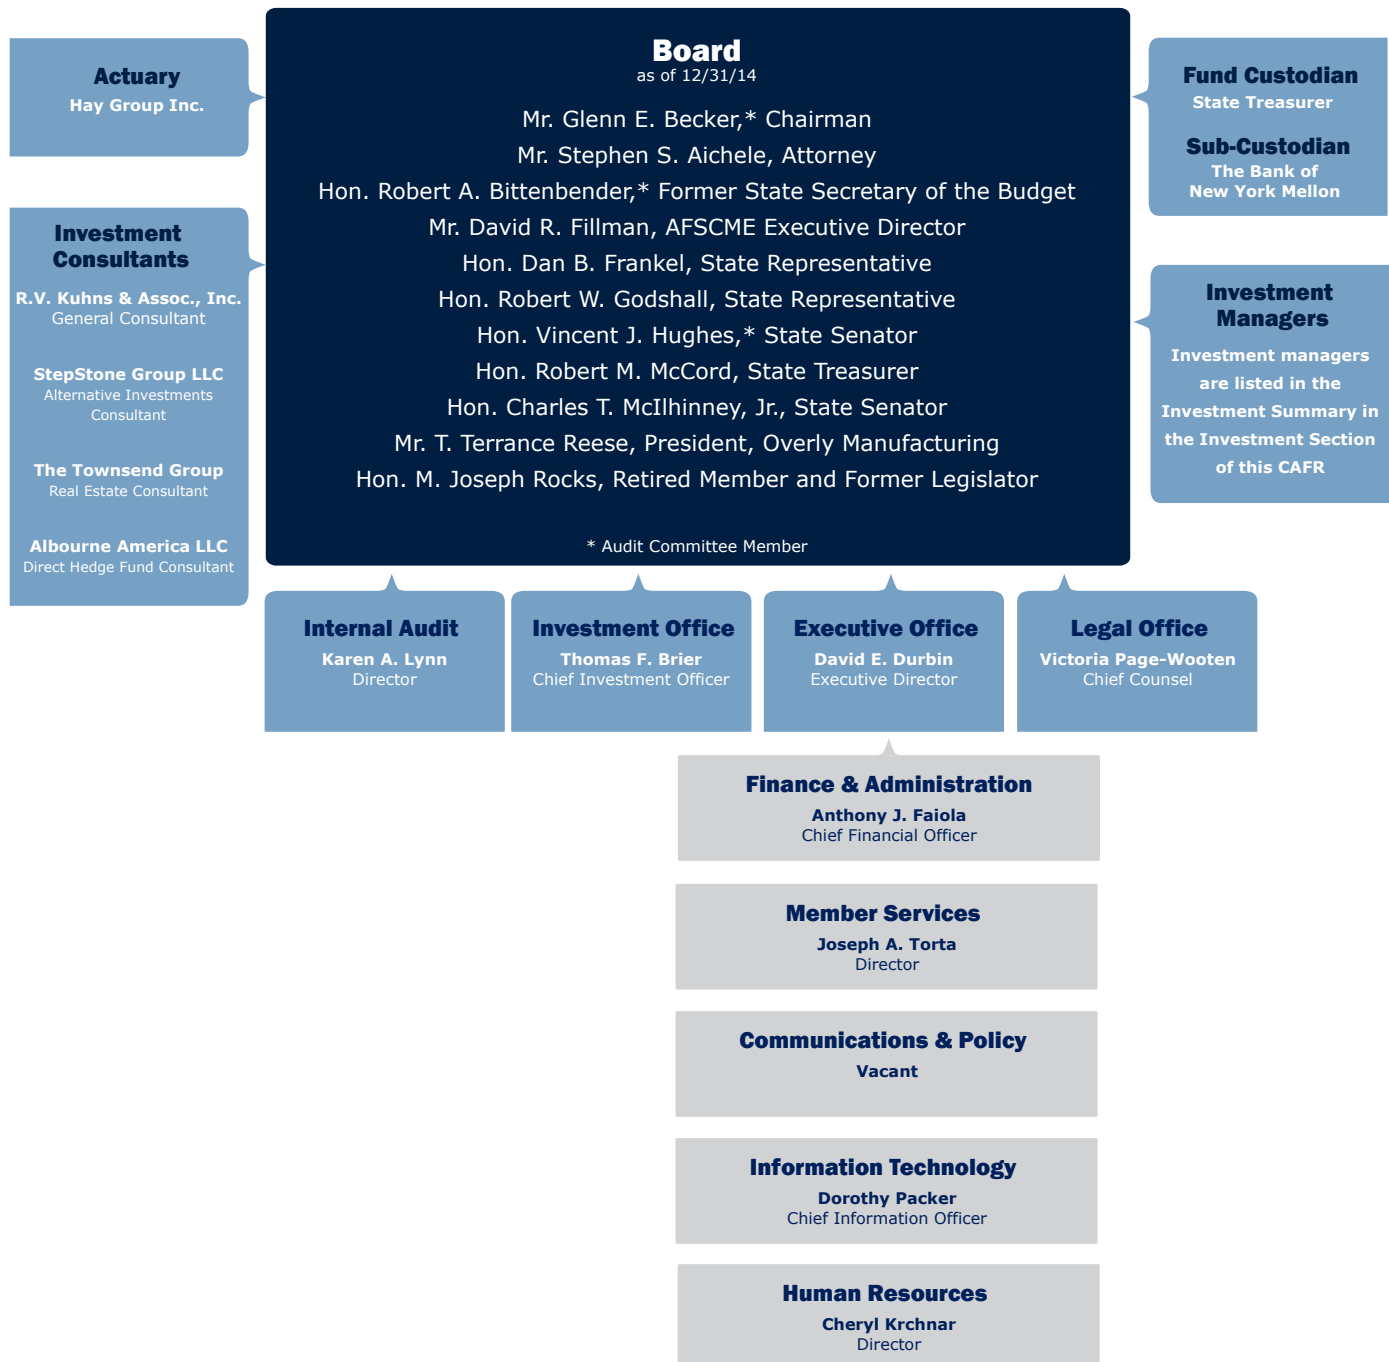 Board
as of 12/31/14
Mr. Glenn E. Becker,* Chairman
Mr. Stephen S. Aichele, Attorney
Hon. Robert A. Bittenbender,* Former State Secretary of the Budget
Mr. David R. Fillman, AFSCME Executive Director
Hon. Dan B. Frankel, State Representative
Hon. Robert W. Godshall, State Representative
Hon. Vincent J. Hughes,* State Senator
Hon. Robert M. McCord, State Treasurer
Hon. Charles T. McIlhinney, Jr., State Senator
Mr. T. Terrance Reese, President, Overly Manufacturing
Hon. M. Joseph Rocks, Retired Member and Former Legislator
* Audit Committee Member
Actuary
Hay Group Inc.
Investment
Consultants
R.V. Kuhns & Assoc., Inc.
General Consultant
StepStone Group LLC
Alternative Investments
Consultant
The Townsend Group
Real Estate Consultant
Albourne America LLC
Direct Hedge Fund Consultant
Fund Custodian
State Treasurer
Sub-Custodian
The Bank of
New York Mellon
Investment
Managers
Investment managers
are listed in the
Investment Summary in
the Investment Section
of this CAFR
Internal Audit
Karen A. Lynn
Director
Investment Office
Thomas F. Brier
Chief Investment Officer
Executive Office
David E. Durbin
Executive Director
Legal Office
Victoria Page-Wooten
Chief Counsel
Finance & Administration
Anthony J. Faiola
Chief Financial Officer
Member Services
Joseph A. Torta
Director
Communications & Policy
Vacant
Information Technology
Dorothy Packer
Chief Information Officer
Human Resources
Cheryl Krchnar
Director